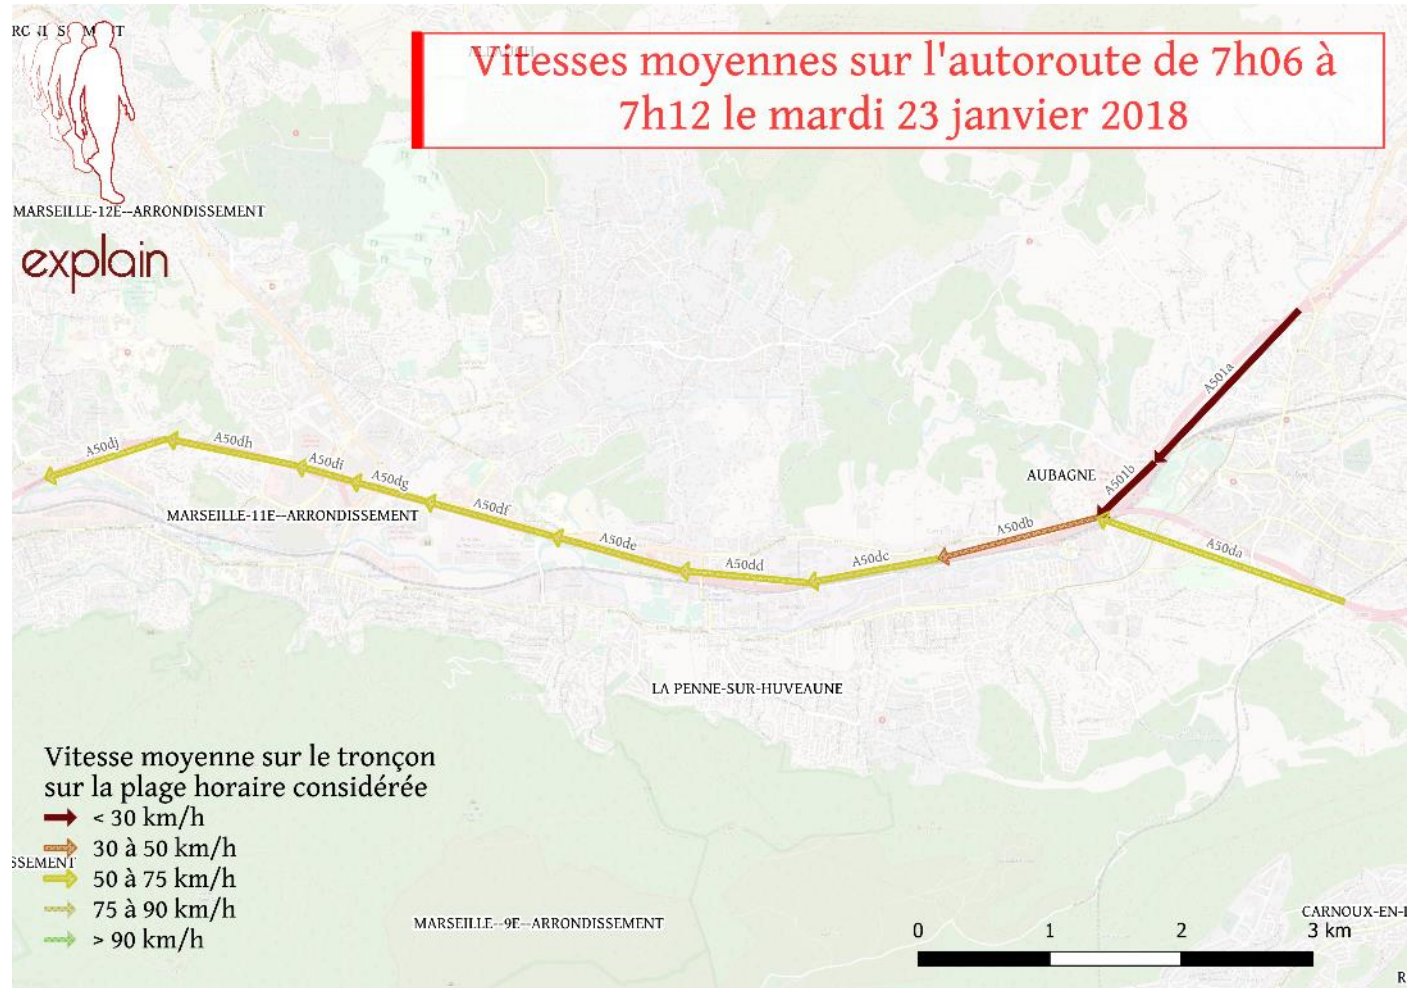 Vitesses moyennes sur l'autoroute de 7h06 à
7h12 le mardi 23 janvier 2018
MARSEILLE-12E--ARRONDISSEMENT
explain
A501a
A50dj
A50dh
A50di
A50dg
A50df
A50de
A50dd
A50dc
A50db
A501b
A50da
AUBAGNE
MARSEILLE-11E--ARRONDISSEMENT
LA PENNE-SUR-HUVEAUNE
Vitesse moyenne sur le tronçon
sur la plage horaire considérée
< 30 km/h
30 à 50 km/h
SSEMENT
50 à 75 km/h
75 à 90 km/h
> 90 km/h
MARSEILLE--9E--ARRONDISSEMENT
CARNOUX-EN-
0 1 2 3 km
R